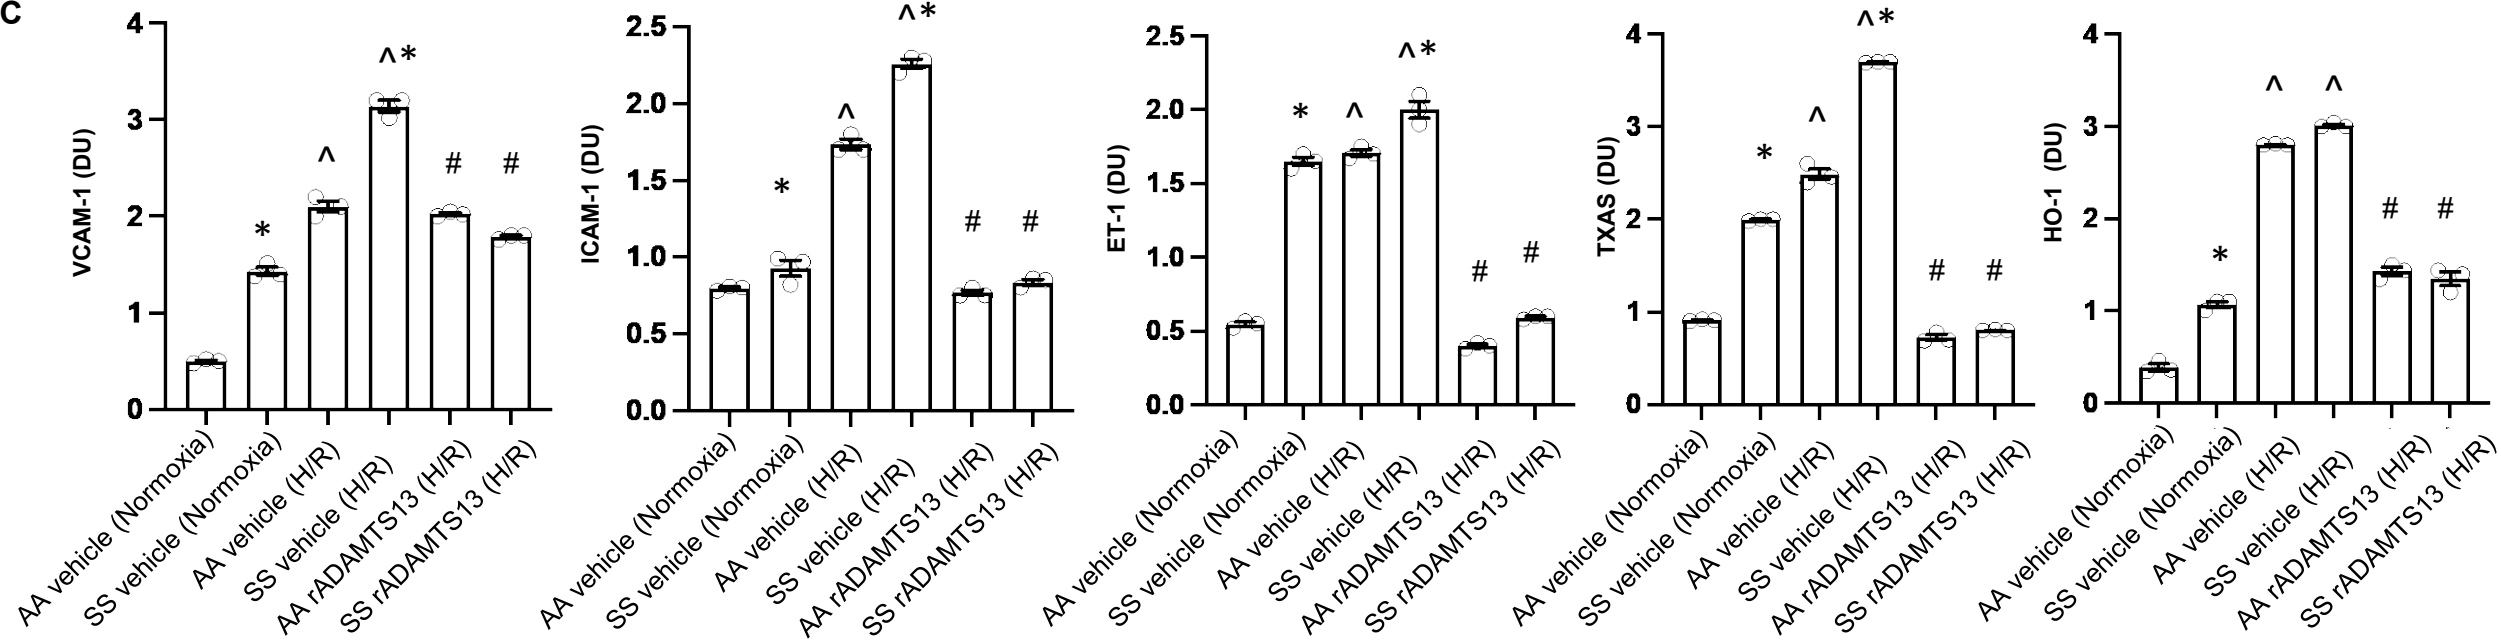 C
VCAM-1 (DU)
4
3
2
1
0
*
^
^*
#
#
AA vehicle (Normoxia)
SS vehicle (Normoxia)
AA vehicle (H/R)
SS vehicle (H/R)
AA rADAMTS13 (H/R)
SS rADAMTS13 (H/R)
ICAM-1 (DU)
2.5
2.0
1.5
1.0
0.5
0.0
*
^
^*
#
#
AA vehicle (Normoxia)
SS vehicle (Normoxia)
AA vehicle (H/R)
SS vehicle (H/R)
AA rADAMTS13 (H/R)
SS rADAMTS13 (H/R)
ET-1 (DU)
2.5
2.0
1.5
1.0
0.5
0.0
*
^
^*
#
#
AA vehicle (Normoxia)
SS vehicle (Normoxia)
AA vehicle (H/R)
SS vehicle (H/R)
AA rADAMTS13 (H/R)
SS rADAMTS13 (H/R)
TXAS (DU)
4
3
2
1
0
*
^
^*
#
#
AA vehicle (Normoxia)
SS vehicle (Normoxia)
AA vehicle (H/R)
SS vehicle (H/R)
AA rADAMTS13 (H/R)
SS rADAMTS13 (H/R)
HO-1 (DU)
4
3
2
1
0
*
^
^
#
#
AA vehicle (Normoxia)
SS vehicle (Normoxia)
AA vehicle (H/R)
SS vehicle (H/R)
AA rADAMTS13 (H/R)
SS rADAMTS13 (H/R)